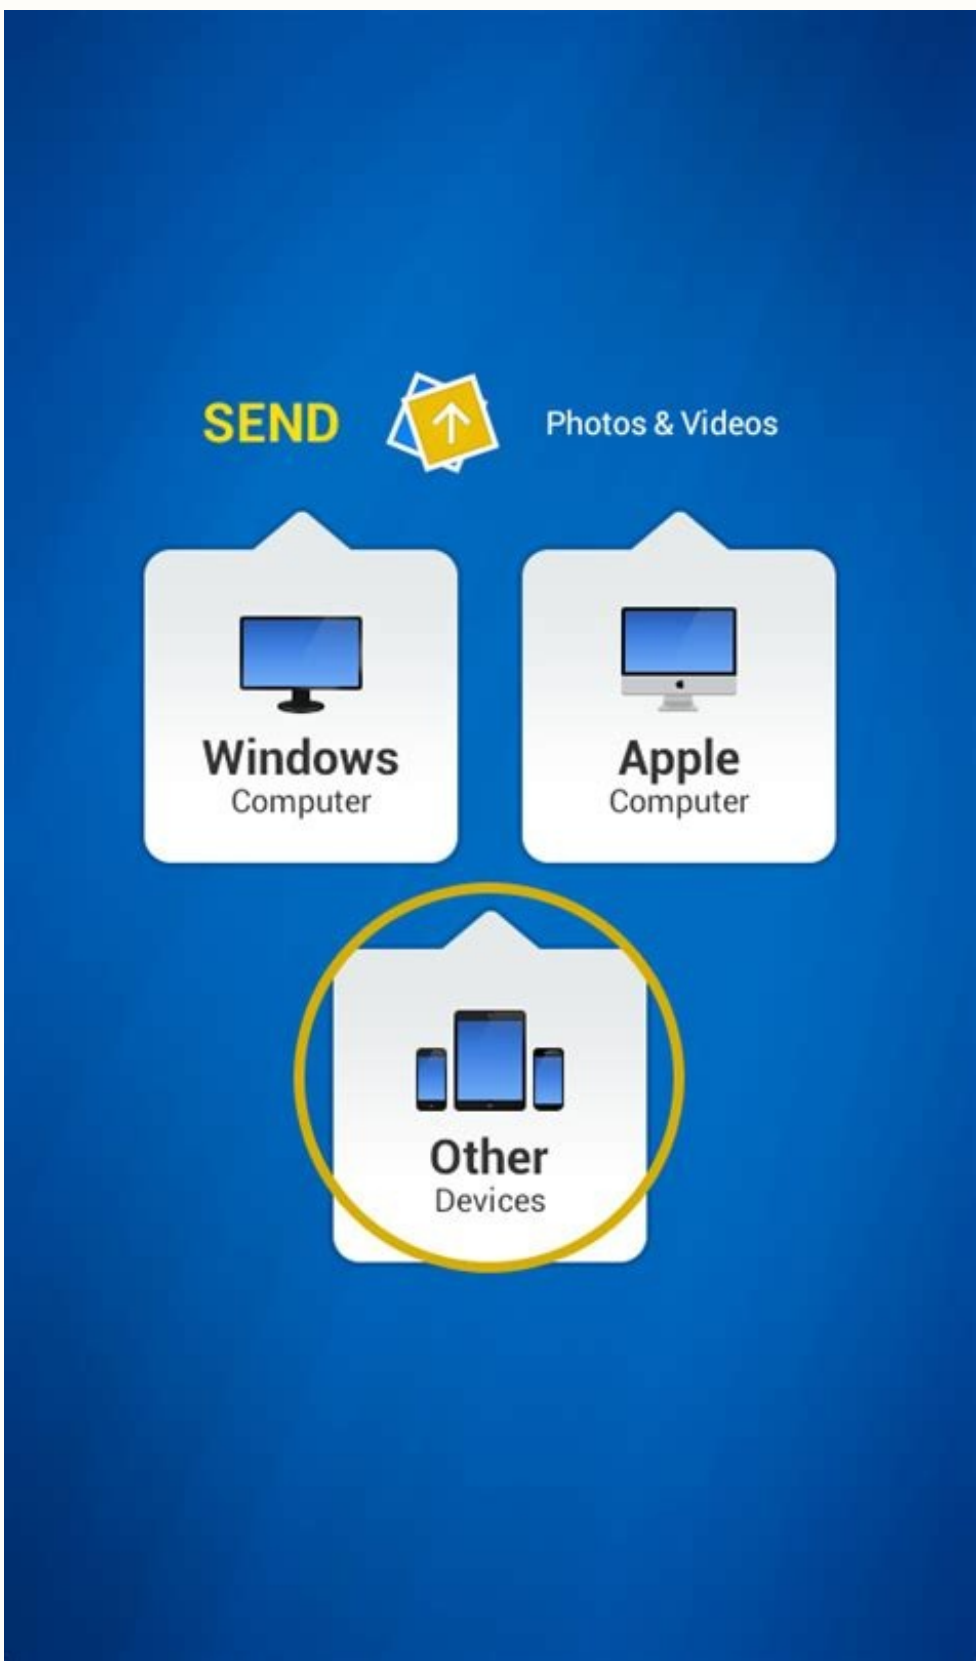 SEND Photos & Videos
Windows
Computer
Apple
Computer
Other
Devices